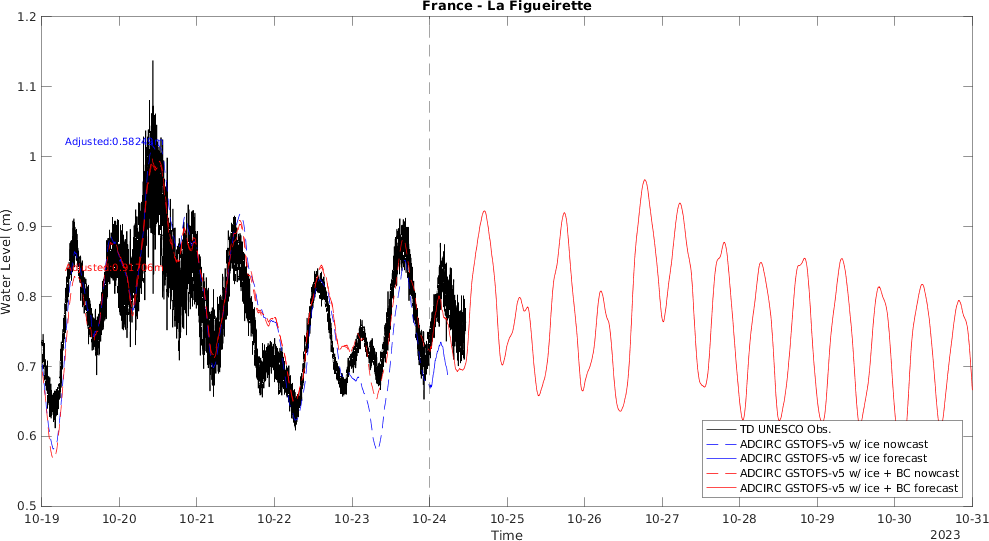 France - La Figueirette
1.2
1.1
1
0.9
0.8
0.7
0.6
0.5
Water Level (m)
Adjusted:
Adjusted:
10-19 10-20 10-21 10-22 10-23 10-24 10-25 10-26 10-27 10-28 10-29 10-30 10-31
Time
2023
TD UNESCO Obs.
ADCIRC GSTOFS-v5 w/ ice nowcast
ADCIRC GSTOFS-v5 w/ ice forecast
ADCIRC GSTOFS-v5 w/ ice + BC nowcast
ADCIRC GSTOFS-v5 w/ ice + BC forecast